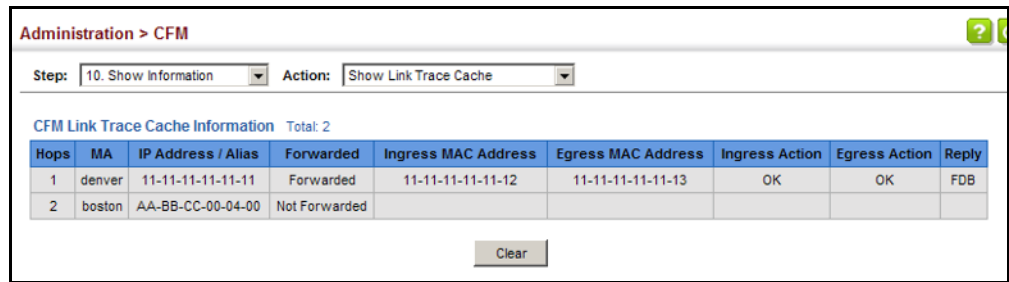 Administration > CFM
?
Step: 10. Show Information Action: Show Link Trace Cache
CFM Link Trace Cache Information Total: 2
Hops MA IP Address / Alias Forwarded Ingress MAC Address Egress MAC Address Ingress Action Egress Action Reply
1 denver 11-11-11-11-11-11 Forwarded 11-11-11-11-11-12 11-11-11-11-11-13 OK OK FDB
2 boston AA-BB-CC-00-04-00 Not Forwarded
Clear